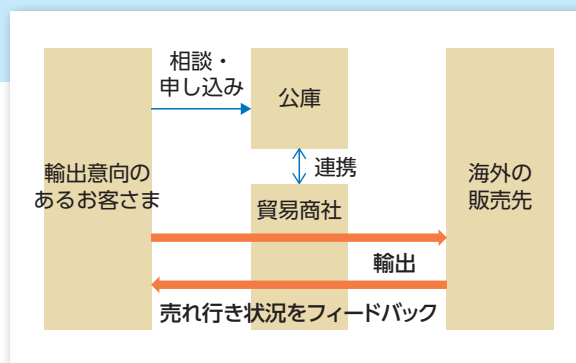 相談・
申し込み
公庫
輸出意向の
あるお客さま
連携
海外の
販売先
貿易商社
輸出
売れ行き状況をフィードバック